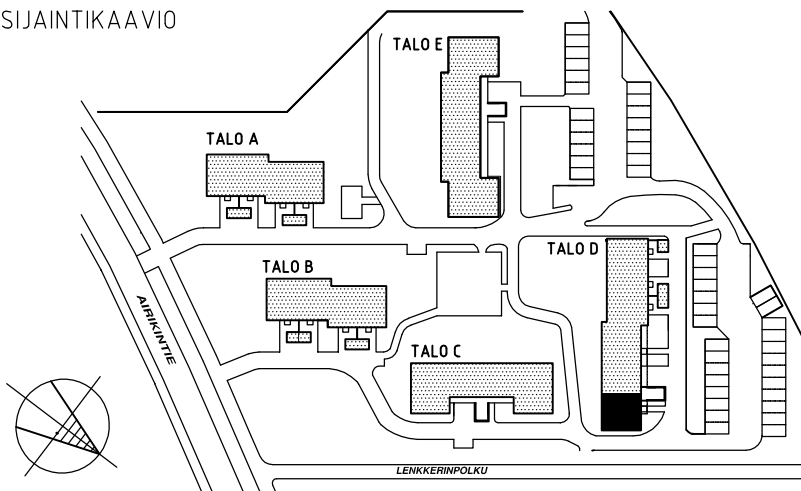 SIJAINTIKAAVIO
TALO E
TALO A
TALO D
TALO B
AIRIKINTIE
TALO C
LENKKERINPOLKU